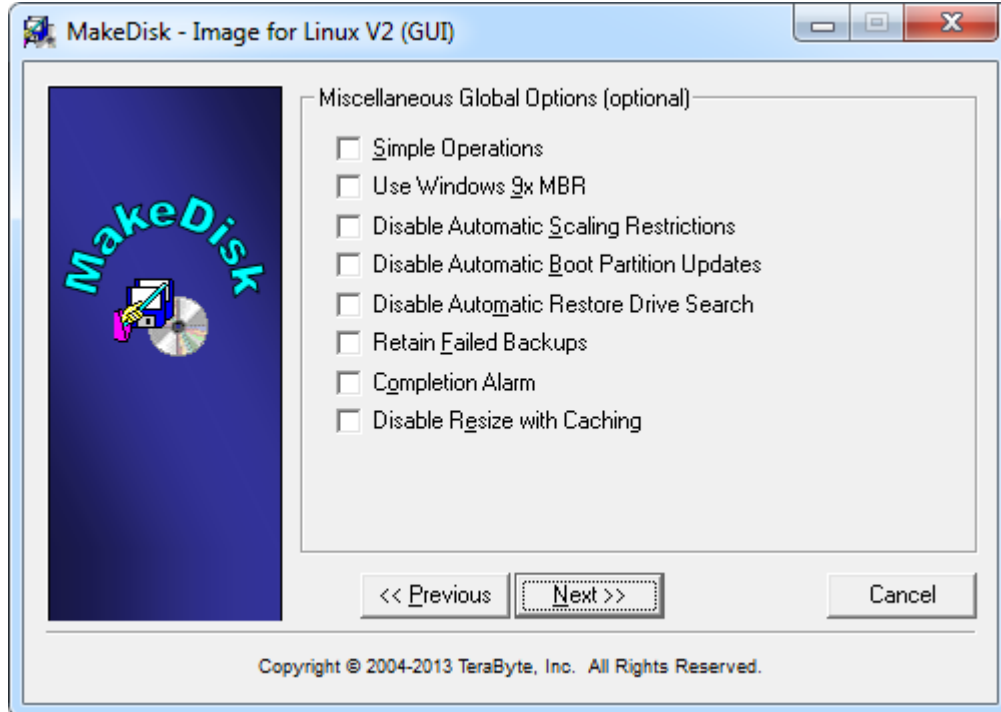 MakeDisk - Image for Linux V2 (GUI)
MakeDisk
Miscellaneous Global Options (optional)
Simple Operations
Use Windows 9x MBR
Disable Automatic Scaling Restrictions
Disable Automatic Boot Partition Updates
Disable Automatic Restore Drive Search
Retain Failed Backups
Completion Alarm
Disable Resize with Caching
<< Previous
Next >>
Cancel
Copyright © 2004-2013 TeraByte, Inc. All Rights Reserved.